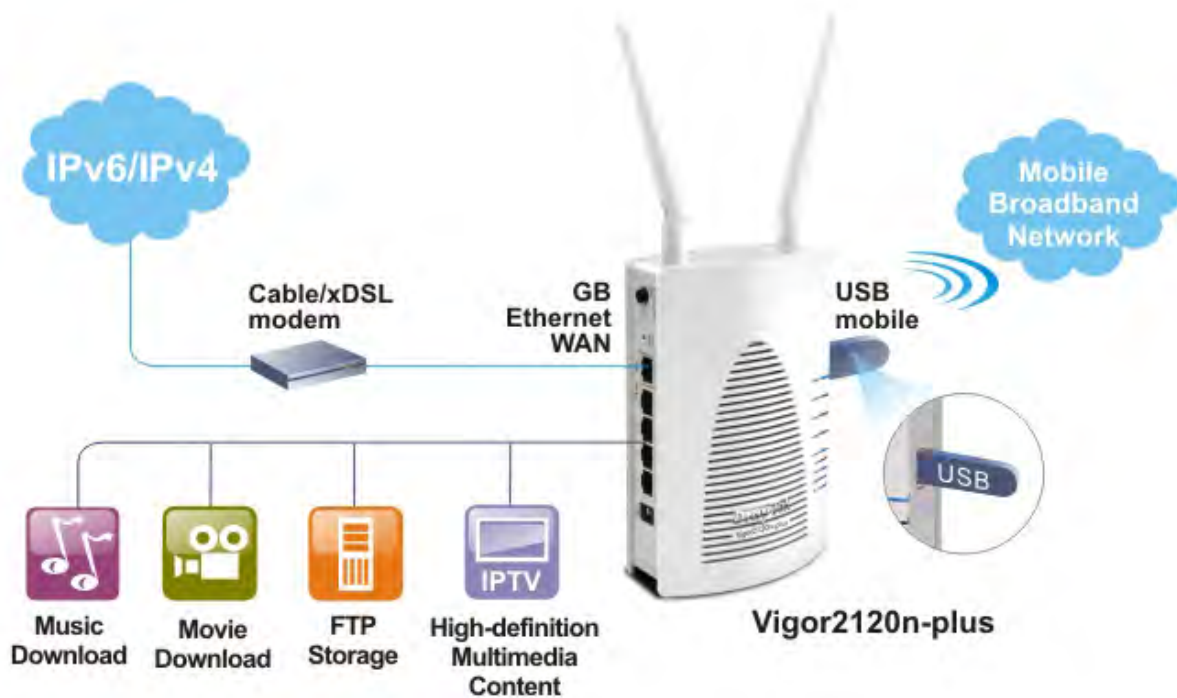 IPv6/IPv4
Mobile
Broadband
Network
Cable/xDSL
modem
GB
Ethernet
WAN
USB
mobile
USB
IPTV
Music
Download
Movie
Download
FTP
Storage
High-definition
Multimedia
Content
Vigor2120n-plus